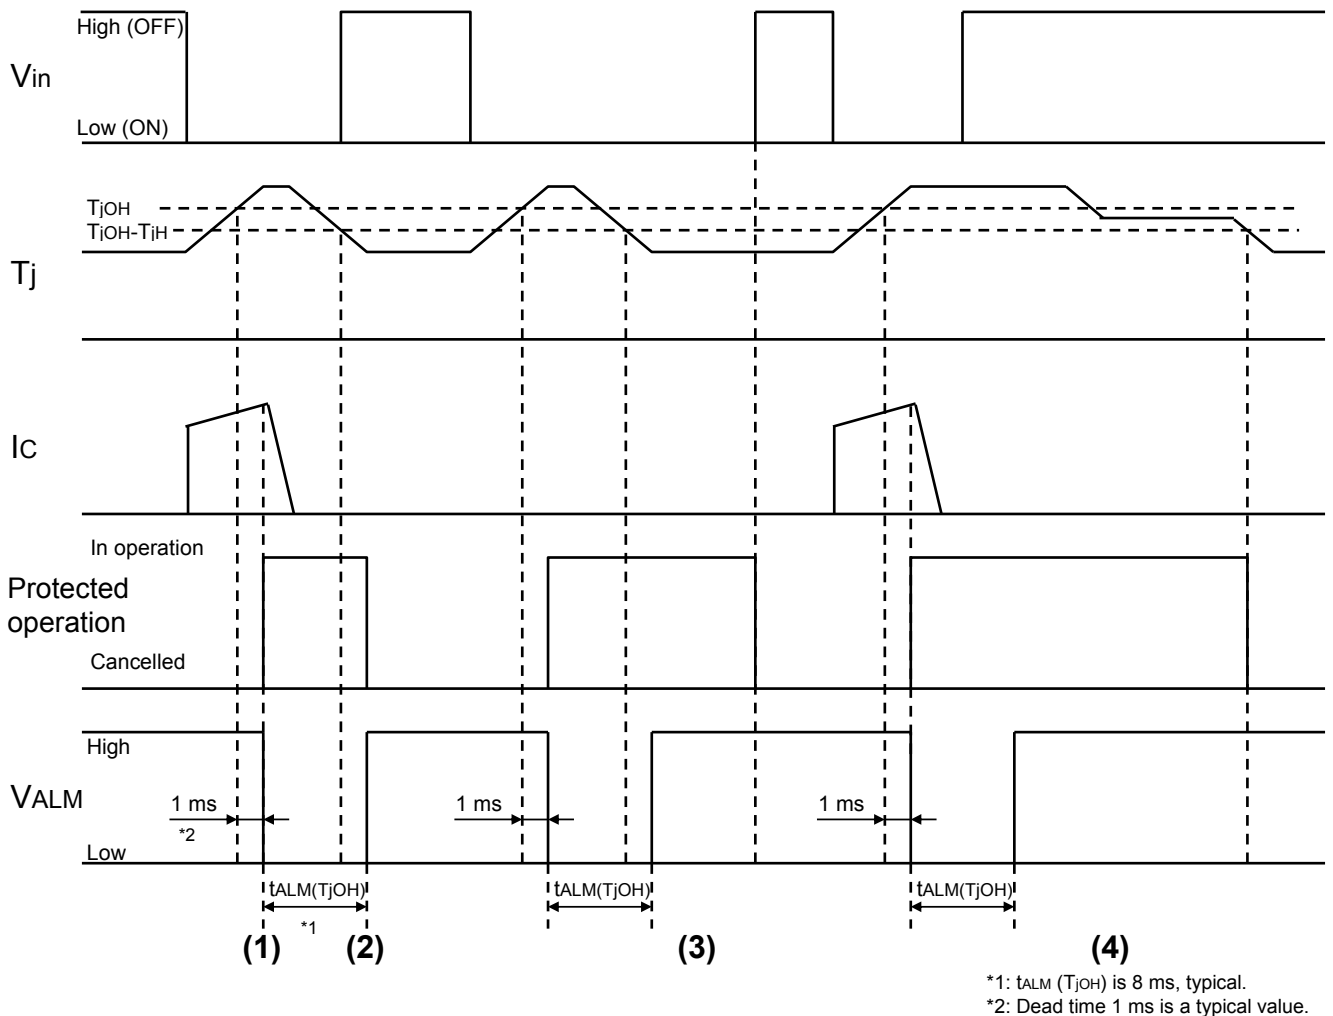 High (OFF)
Vin
Low (ON)
TjOH
TjOH-TiH
Tj
IC
In operation
Protected
operation
Cancelled
High
VALM
1 ms
*2
1 ms
1 ms
Low
tALM(TjOH)
*1
tALM(TjOH)
tALM(TjOH)
(1)
(2)
(3)
(4)
*1: tALM (TjOH) is 8 ms, typical.
*2: Dead time 1 ms is a typical value.